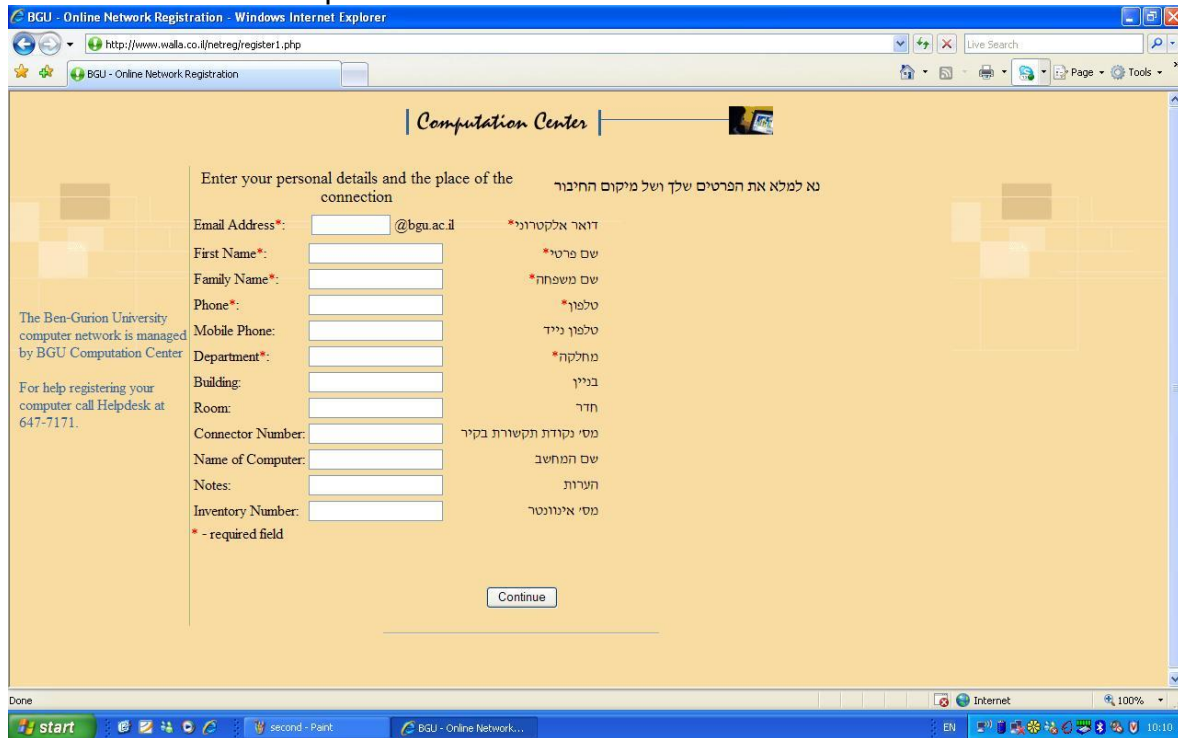 BGU - Online Network Registration - Windows Internet Explorer
http://www.walla.co.il/netreg/register1.php
Live Search
BGU - Online Network Registration
Page
Tools
Computation Center
Enter your personal details and the place of the connection
נא למלא את הפרטים שלך ושל מיקום החיבור
Email Address*: @bgu.ac.il דואר אלקטרוני*
First Name*: שם פרטי*
Family Name*: שם משפחה*
Phone*: טלפון*
Mobile Phone: טלפון נייד
Department*: מחלקה*
Building: בניין
Room: חדר
Connector Number: מס' נקודת תקשורת בקיר
Name of Computer: שם המחשב
Notes: הערות
Inventory Number: מס' אינוונטר
* - required field
The Ben-Gurion University
computer network is managed
by BGU Computation Center
For help registering your
computer call Helpdesk at
647-7171.
Continue
Done
Internet
100%
start
second - Paint
BGU - Online Network...
EN
10:10